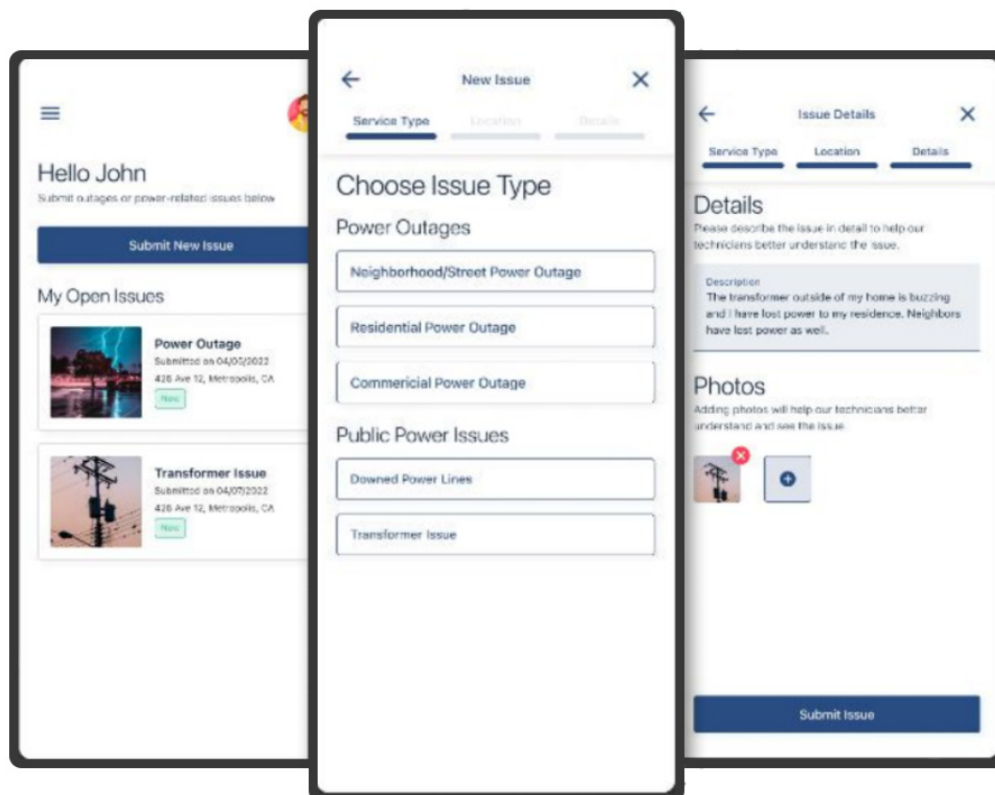 Hello John
Submit outages or power-related issues below
Submit New Issue
My Open Issues
Power Outage
Submitted on 04/05/2022
426 Ave 12, Metropolis, CA
New
Transformer Issue
Submitted on 04/07/2022
426 Ave 12, Metropolis, CA
New
New Issue
Service Type
Location
Details
Choose Issue Type
Power Outages
Neighborhood/Street Power Outage
Residential Power Outage
Commericial Power Outage
Public Power Issues
Downed Power Lines
Transformer Issue
Issue Details
Service Type
Location
Details
Details
Please describe the issue in detail to help our
technicians better understand the issue.
Description
The transformer outside of my home is buzzing
and I have lost power to my residence. Neighbors
have lost power as well.
Photos
Adding photos will help our technicians better
understand and see the issue
Submit Issue